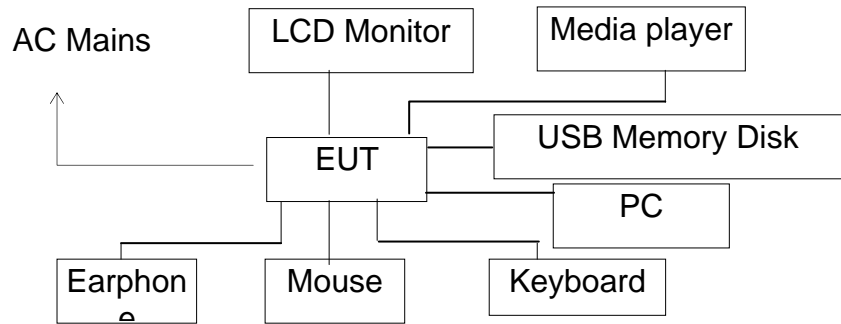 AC Mains
LCD Monitor
Media player
USB Memory Disk
EUT
PC
Earphon
e
Mouse
Keyboard